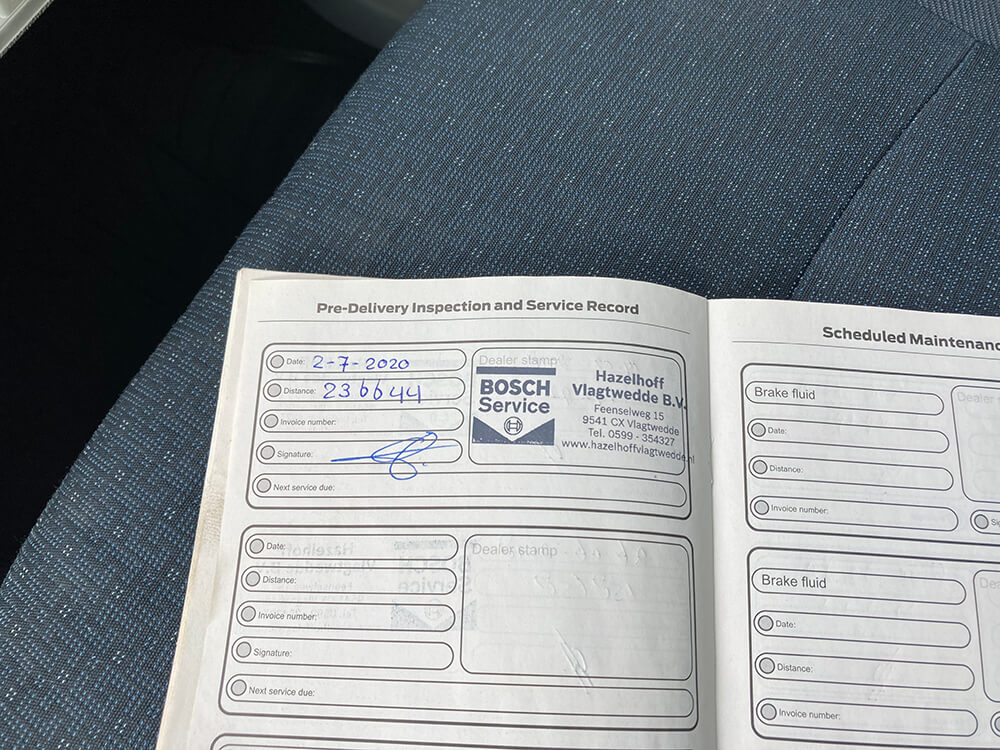 Pre-Delivery Inspection and Service Record
Date: 2-7-2020
Distance: 236644
Invoice number:
Signature:
Next service due:
Dealer stamp
BOSCH
Service
Hazelhoff
Vlagtwedde B.V.
Feenselweg 15
9541 CX Vlagtwedde
Tel. 0599 - 354327
www.hazelhoffvlagtwedde.nl
Date:
Distance:
Invoice number:
Signature:
Next service due:
Dealer stamp
Scheduled Maintenanc
Brake fluid
Date:
Distance:
Invoice number:
Dealer
Si
Brake fluid
Date:
Distance:
Invoice number:
De